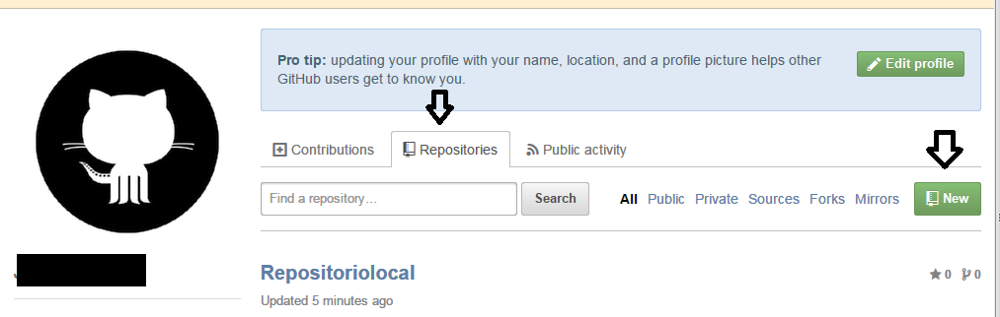 Pro tip: updating your profile with your name, location, and a profile picture helps other
GitHub users get to know you.
Edit profile
Contributions
Repositories
Public activity
Find a repository...
Search
All Public Private Sources Forks Mirrors
New
Repositoriolocal
0 0
Updated 5 minutes ago